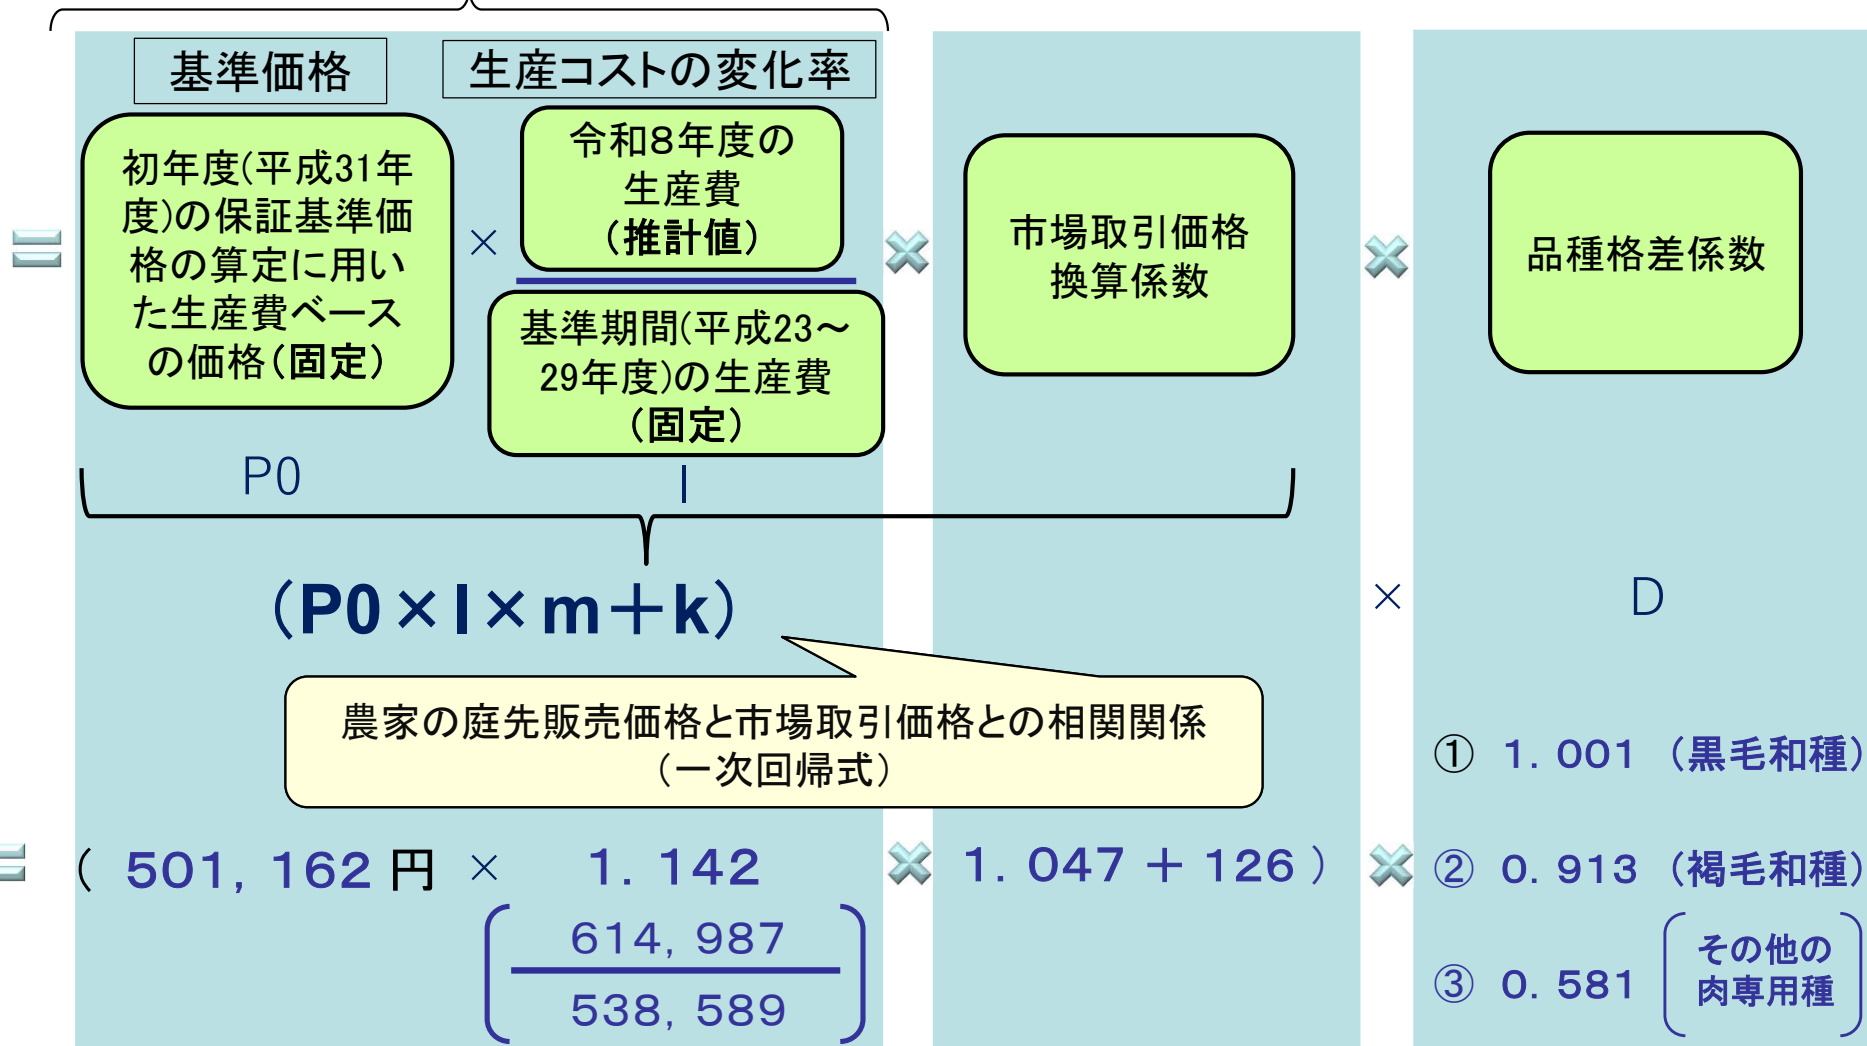 基準価格
生産コストの変化率
初年度(平成31年
度)の保証基準価
格の算定に用い
た生産費ベース
の価格(固定)
×
令和8年度の
生産費
(推計値)
基準期間(平成23～
29年度)の生産費
(固定)
市場取引価格
換算係数
品種格差係数
＝
×
×
P0
I
(P0×I×m+k)
×
D
農家の庭先販売価格と市場取引価格との相関関係
(一次回帰式)
① 1.001 (黒毛和種)
＝ ( 501,162 円 × 1.142 × 1.047 + 126 ) × ② 0.913 (褐毛和種)
614,987
538,589
③ 0.581
その他の
肉専用種